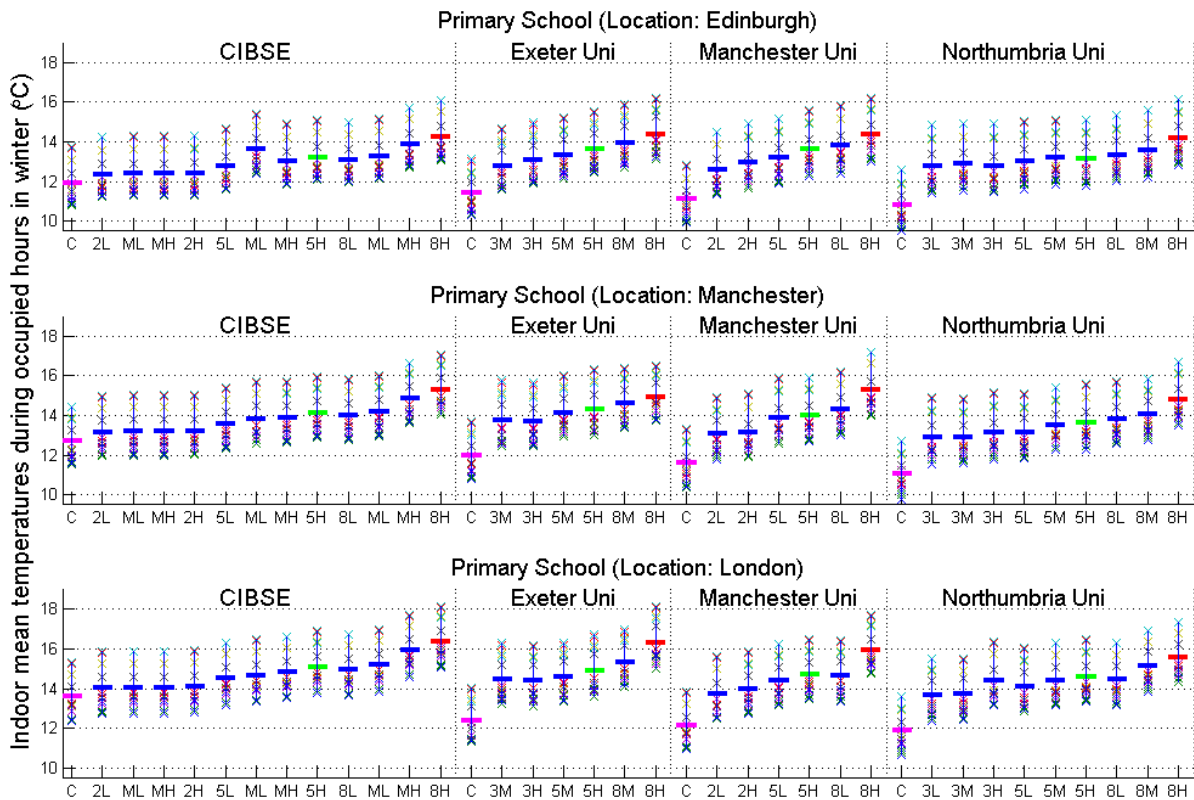 Primary School (Location: Edinburgh)
CIBSE Exeter Uni Manchester Uni Northumbria Uni
18
16
14
12
10
C 2L ML MH 2H 5L ML MH 5H 8L ML MH 8H C 3M 3H 5M 5H 8M 8H C 2L 2H 5L 5H 8L 8H C 3L 3M 3H 5L 5M 5H 8L 8M 8H
Primary School (Location: Manchester)
CIBSE Exeter Uni Manchester Uni Northumbria Uni
18
16
14
12
10
C 2L ML MH 2H 5L ML MH 5H 8L ML MH 8H C 3M 3H 5M 5H 8M 8H C 2L 2H 5L 5H 8L 8H C 3L 3M 3H 5L 5M 5H 8L 8M 8H
Primary School (Location: London)
CIBSE Exeter Uni Manchester Uni Northumbria Uni
18
16
14
12
10
C 2L ML MH 2H 5L ML MH 5H 8L ML MH 8H C 3M 3H 5M 5H 8M 8H C 2L 2H 5L 5H 8L 8H C 3L 3M 3H 5L 5M 5H 8L 8M 8H
Indoor mean temperatures during occupied hours in winter (ºC)